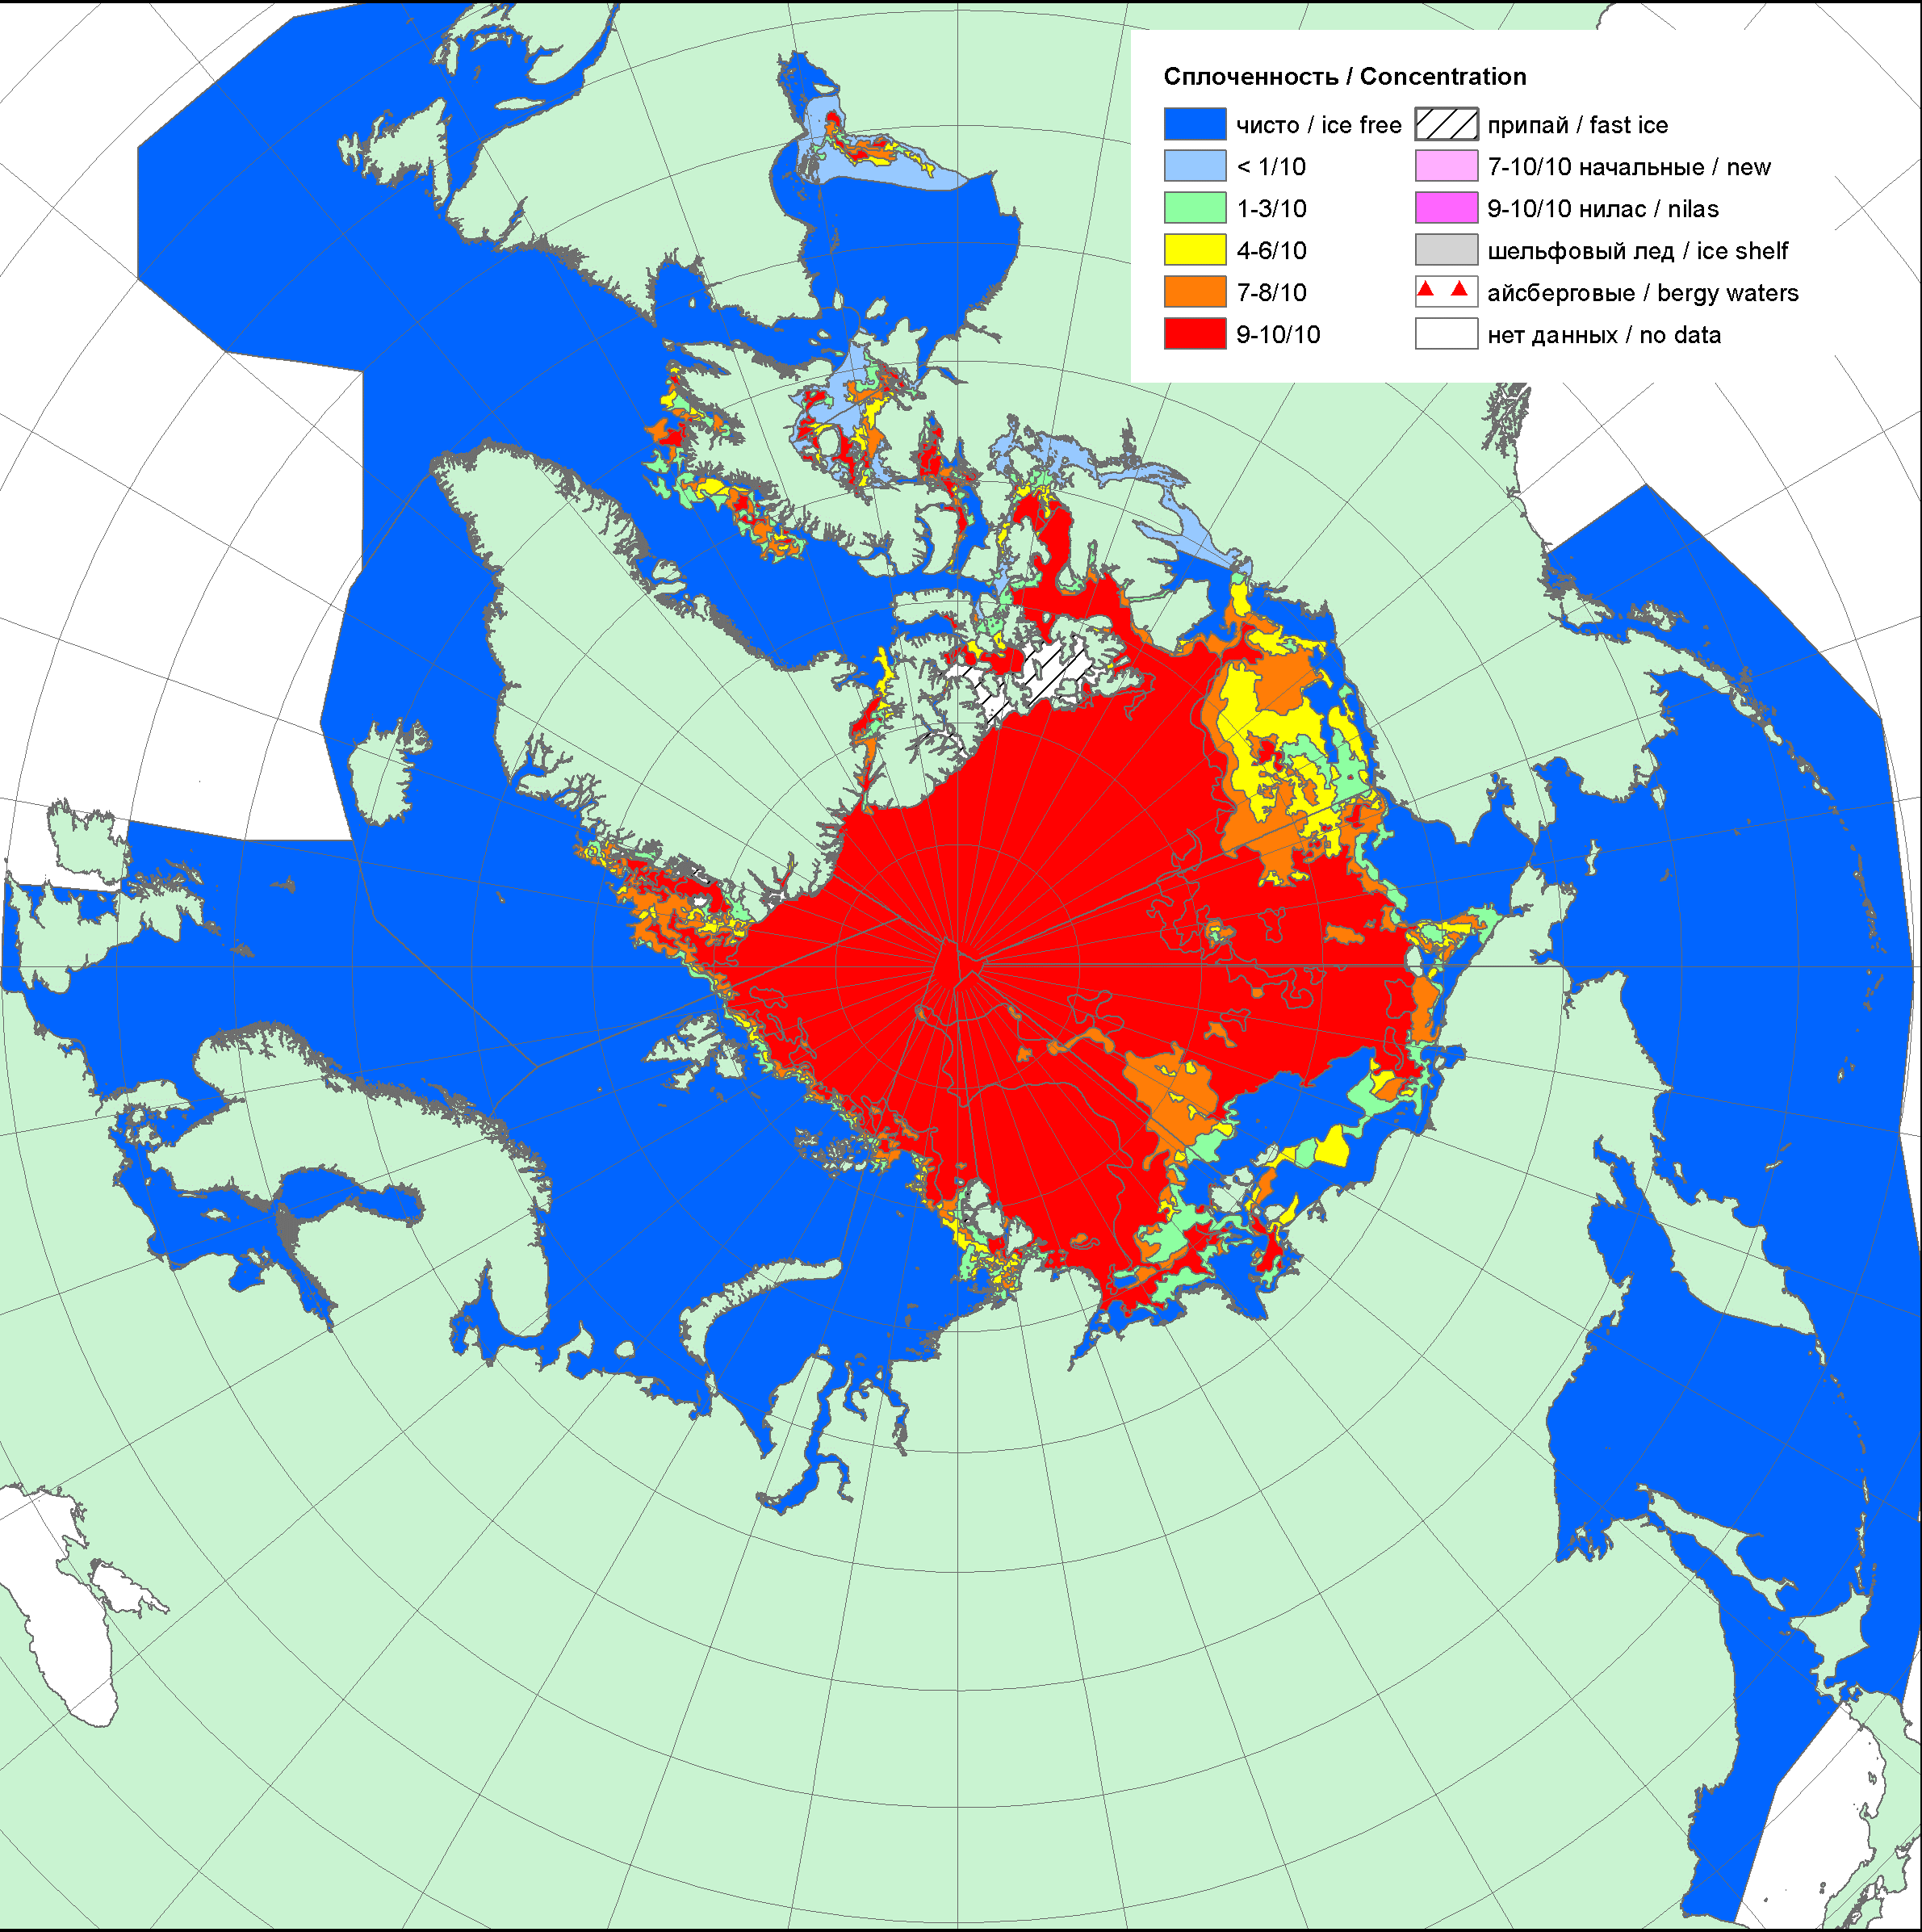 Сплоченность / Concentration
чисто / ice free
< 1/10
1-3/10
4-6/10
7-8/10
9-10/10
припай / fast ice
7-10/10 начальные / new
9-10/10 нилас / nilas
шельфовый лед / ice shelf
айсберговые / bergy waters
нет данных / no data